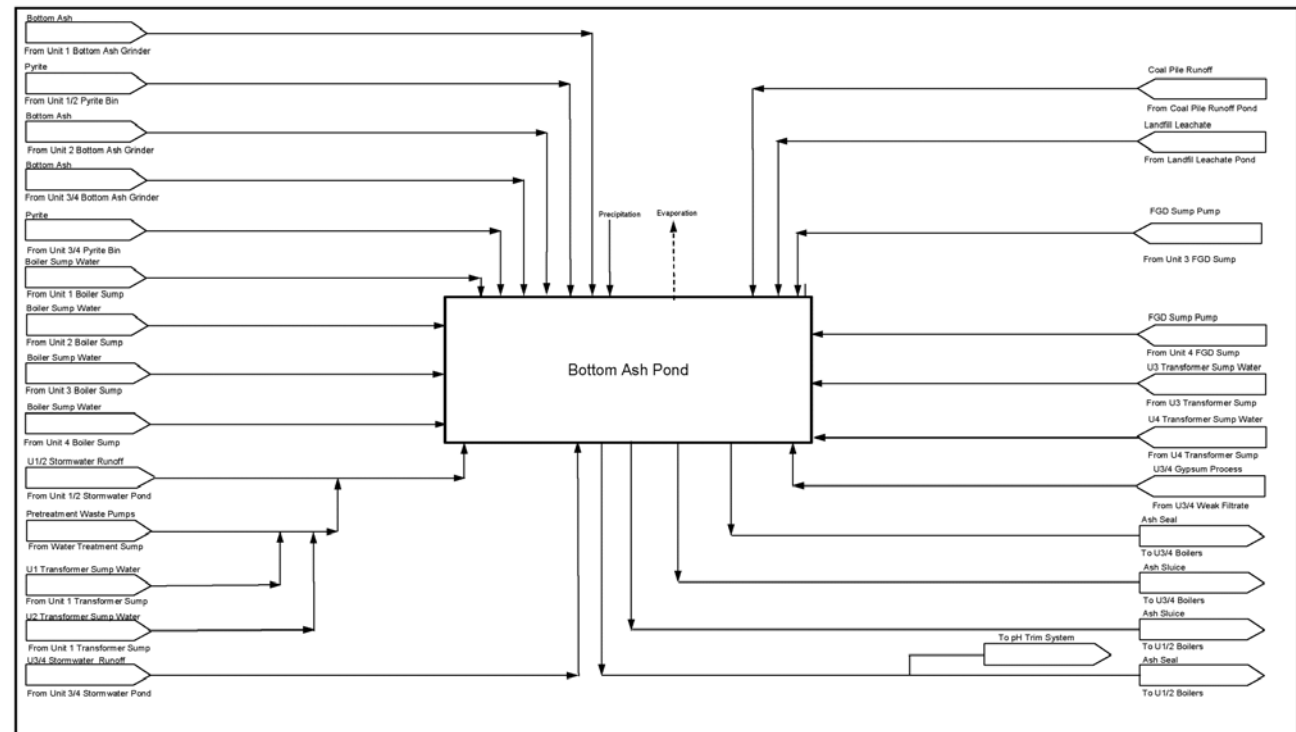 Bottom Ash
From Unit 1 Bottom Ash Grinder
Pyrite
From Unit 1/2 Pyrite Bin
Bottom Ash
From Unit 2 Bottom Ash Grinder
Bottom Ash
From Unit 3/4 Bottom Ash Grinder
Pyrite
From Unit 3/4 Pyrite Bin
Boiler Sump Water
From Unit 1 Boiler Sump
Boiler Sump Water
From Unit 2 Boiler Sump
Boiler Sump Water
From Unit 3 Boiler Sump
Boiler Sump Water
From Unit 4 Boiler Sump
U1/2 Stormwater Runoff
From Unit 1/2 Stormwater Pond
Pretreatment Waste Pumps
From Water Treatment Sump
U1 Transformer Sump Water
From Unit 1 Transformer Sump
U2 Transformer Sump Water
From Unit 1 Transformer Sump
U3/4 Stormwater Runoff
From Unit 3/4 Stormwater Pond
Precipitation
Evaporation
Bottom Ash Pond
Coal Pile Runoff
From Coal Pile Runoff Pond
Landfill Leachate
From Landfil Leachate Pond
FGD Sump Pump
From Unit 3 FGD Sump
FGD Sump Pump
From Unit 4 FGD Sump
U3 Transformer Sump Water
From U3 Transformer Sump
U4 Transformer Sump Water
From U4 Transformer Sump
U3/4 Gypsum Process
From U3/4 Weak Filtrate
Ash Seal
To U3/4 Boilers
Ash Sluice
To U3/4 Boilers
Ash Sluice
To U1/2 Boilers
To pH Trim System
Ash Seal
To U1/2 Boilers